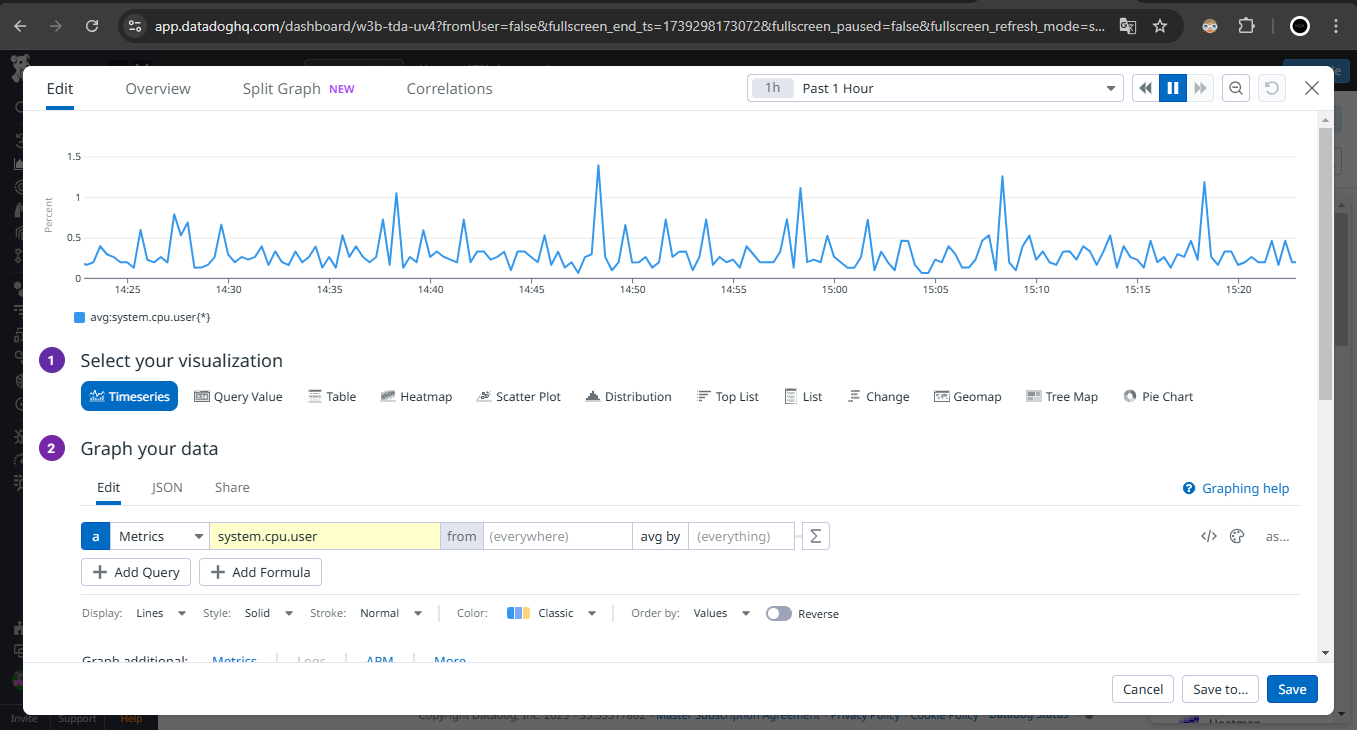 app.datadoghq.com/dashboard/w3b-tda-uv4?fromUser=false&fullscreen_end_ts=1739298173072&fullscreen_paused=false&fullscreen_refresh_mode=s...
Edit Overview Split Graph NEW Correlations 1h Past 1 Hour
1.5
1
0.5
0
Percent
14:25 14:30 14:35 14:40 14:45 14:50 14:55 15:00 15:05 15:10 15:15 15:20
avg:system.cpu.user{*}
1 Select your visualization
Timeseries Query Value Table Heatmap Scatter Plot Distribution Top List List Change Geomap Tree Map Pie Chart
2 Graph your data
Edit JSON Share
? Graphing help
a Metrics system.cpu.user from (everywhere) avg by (everything) Σ </> as...
+ Add Query + Add Formula
Display: Lines Style: Solid Stroke: Normal Color: Classic Order by: Values Reverse
Graph additional: Metrics Logs APM More
Cancel Save to... Save
Invite Support Help
Master Subscription Agreement - Privacy Policy - Cookie Policy - Datadog Status